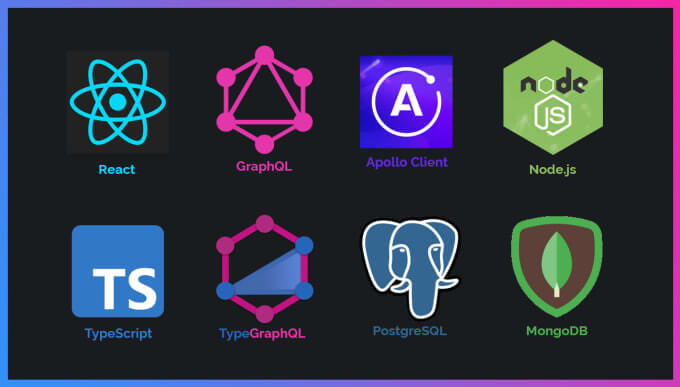 React
GraphQL
A
Apollo Client
node
JS
Node.js
TS
TypeScript
TypeGraphQL
PostgreSQL
MongoDB